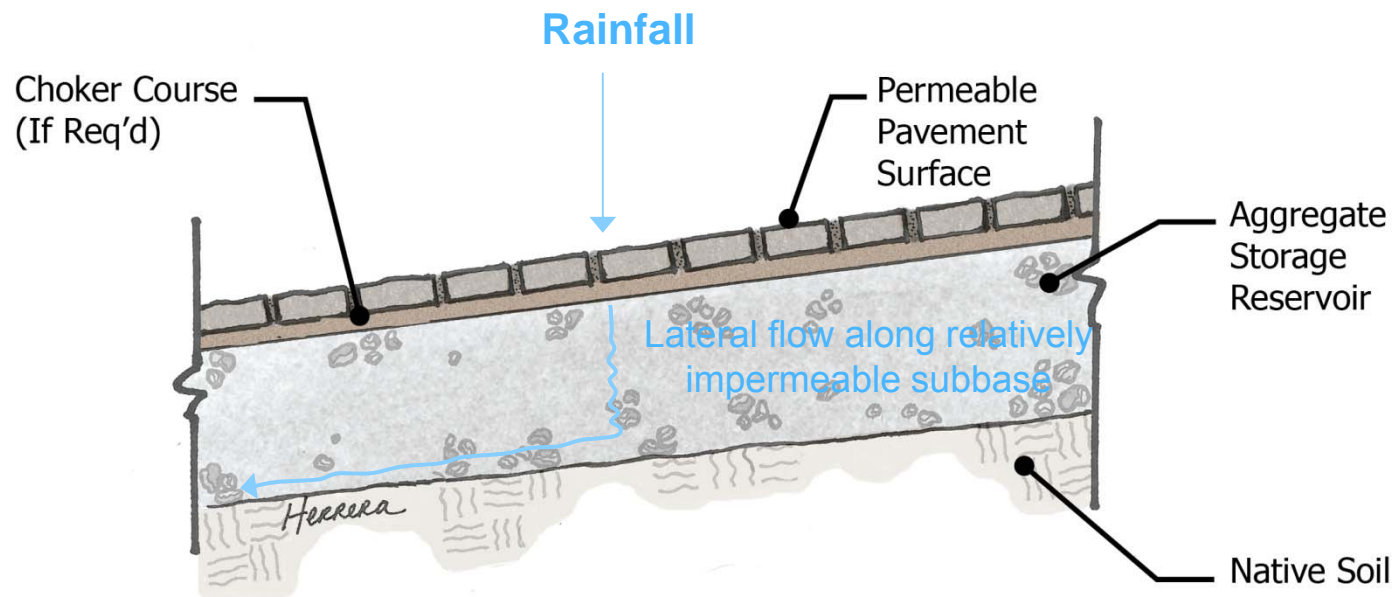 Rainfall
Choker Course
(If Req'd)
Permeable
Pavement
Surface
Aggregate
Storage
Reservoir
Lateral flow along relatively
impermeable subbase
Herrera
Native Soil